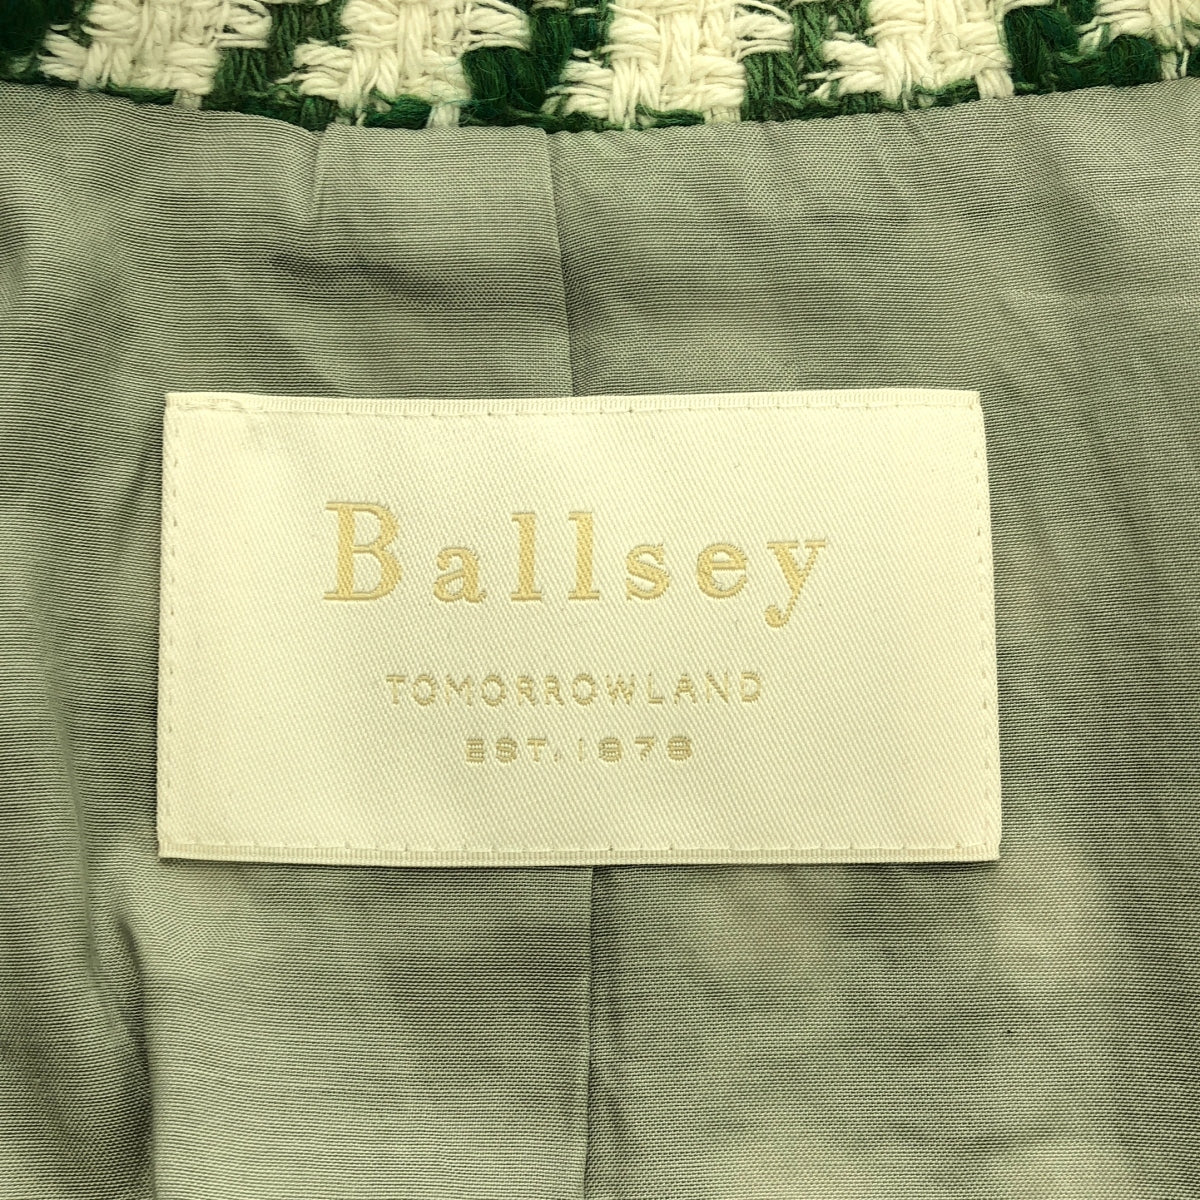 Ballsey
TOMORROWLAND
EST. 1978